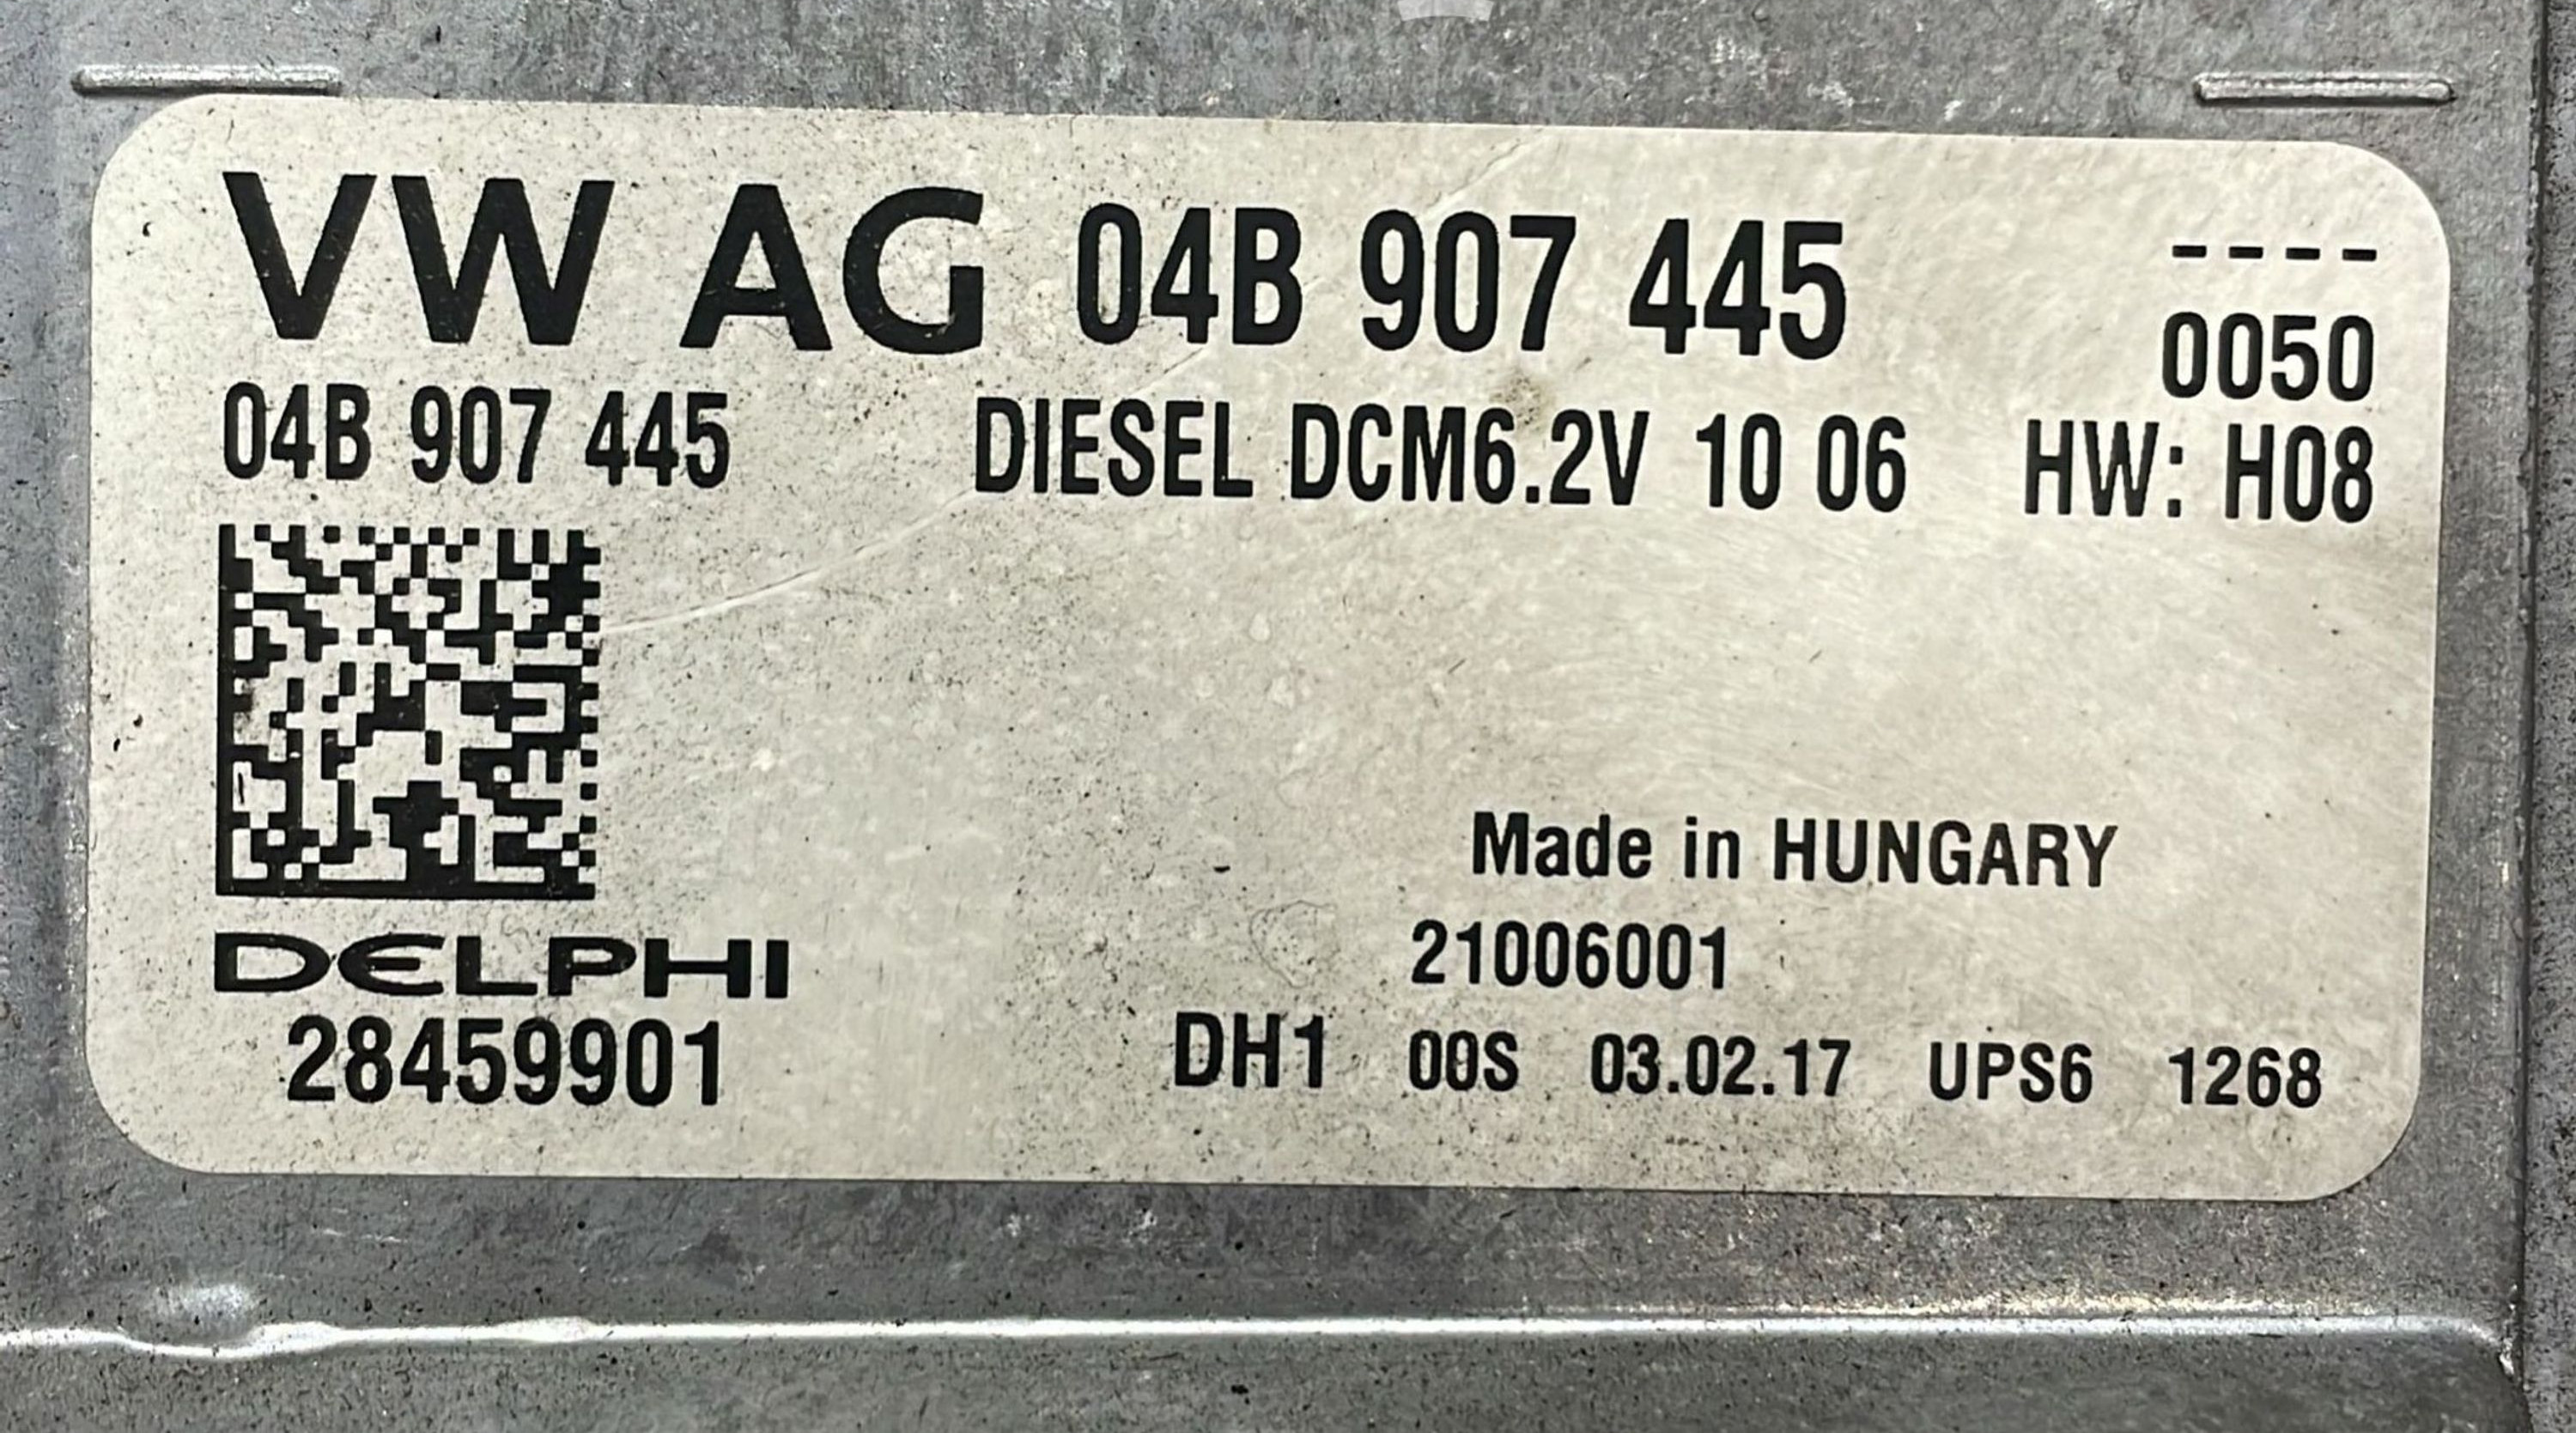 VW AG 04B 907 445 ----
0050
04B 907 445 DIESEL DCM6.2V 10 06 HW: H08
Made in HUNGARY
DELPHI 21006001
28459901 DH1 00S 03.02.17 UPS6 1268